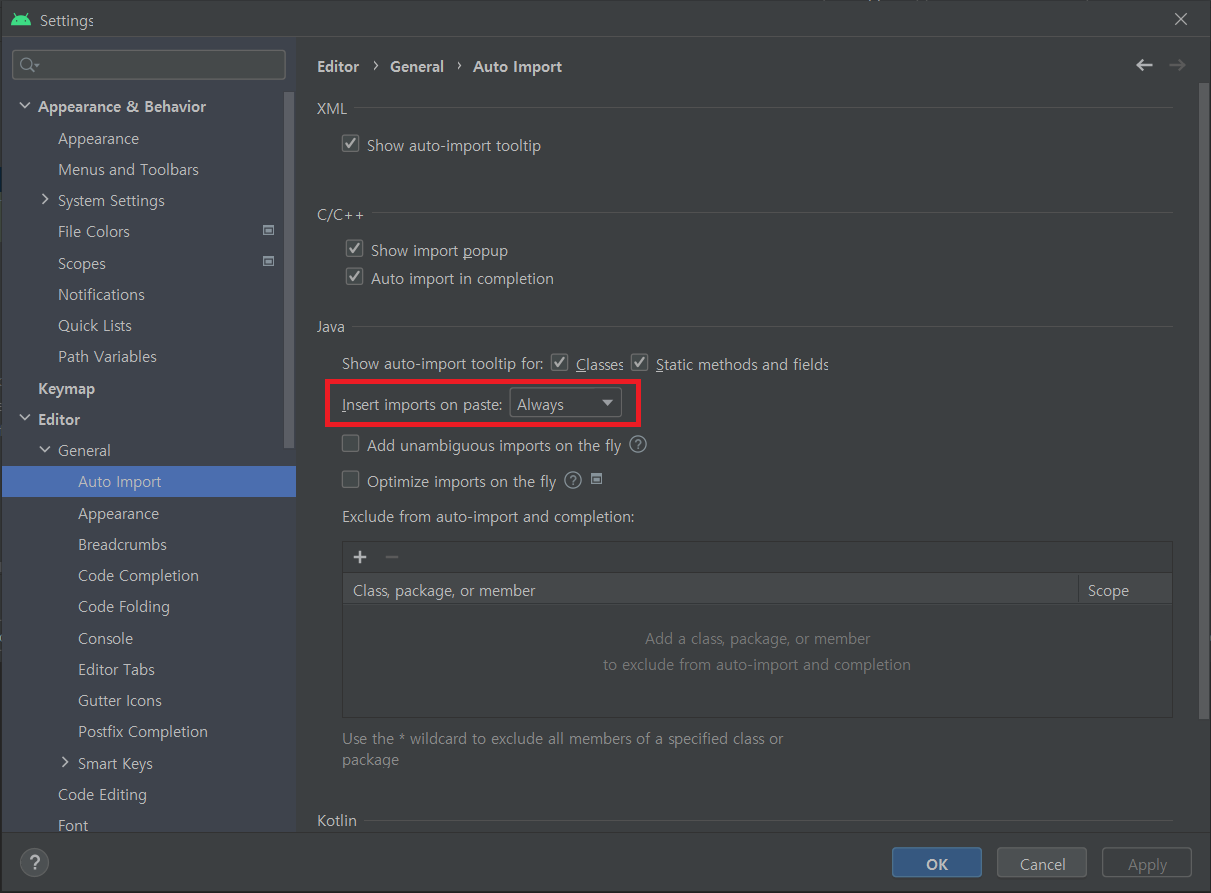 Settings
Appearance & Behavior
Appearance
Menus and Toolbars
System Settings
File Colors
Scopes
Notifications
Quick Lists
Path Variables
Keymap
Editor
General
Auto Import
Appearance
Breadcrumbs
Code Completion
Code Folding
Console
Editor Tabs
Gutter Icons
Postfix Completion
Smart Keys
Code Editing
Font
Editor › General › Auto Import
XML
Show auto-import tooltip
C/C++
Show import popup
Auto import in completion
Java
Show auto-import tooltip for: Classes Static methods and fields
Insert imports on paste: Always
Add unambiguous imports on the fly ?
Optimize imports on the fly ?
Exclude from auto-import and completion:
+ −
Class, package, or member Scope
Add a class, package, or member
to exclude from auto-import and completion
Use the * wildcard to exclude all members of a specified class or
package
Kotlin
? OK Cancel Apply